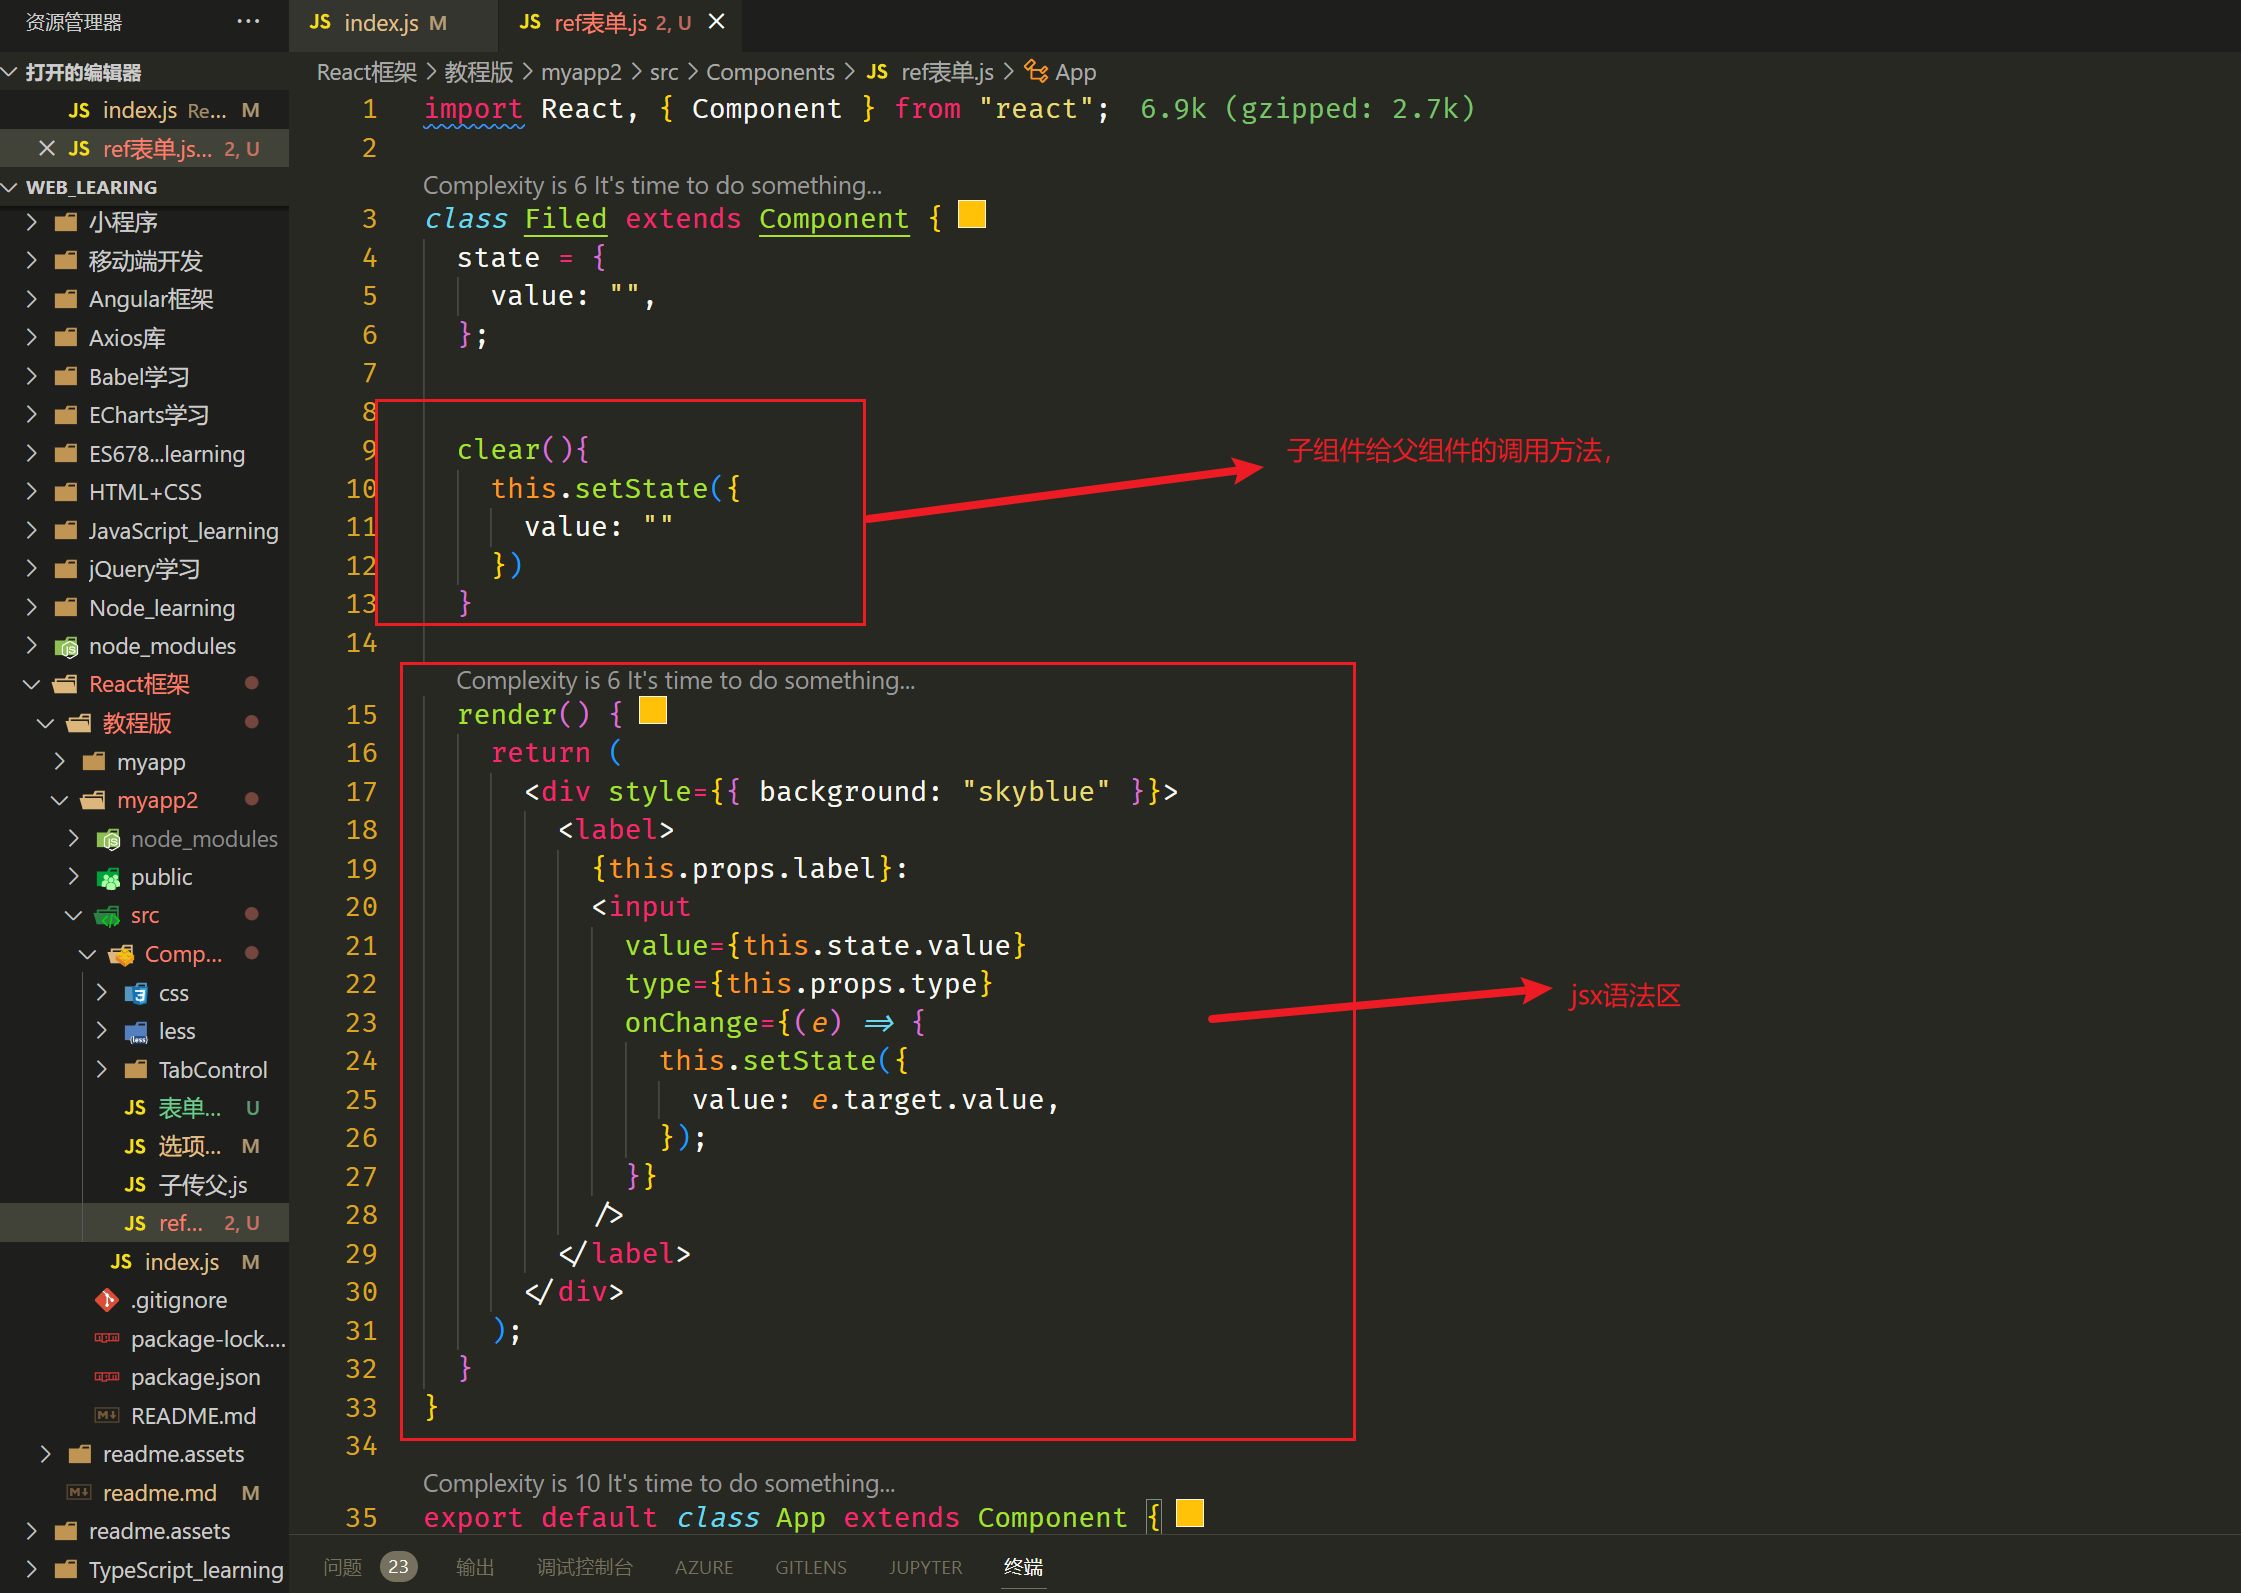 资源管理器 ···
打开的编辑器
JS index.js Re... M
JS ref表单.js... 2, U
WEB_LEARING
小程序
移动端开发
Angular框架
Axios库
Babel学习
ECharts学习
ES678...learning
HTML+CSS
JavaScript_learning
jQuery学习
Node_learning
node_modules
React框架
教程版
myapp
myapp2
node_modules
public
src
Comp...
css
less
TabControl
JS 表单... U
JS 选项... M
JS 子传父.js
JS ref... 2, U
JS index.js M
.gitignore
package-lock....
package.json
README.md
readme.assets
readme.md M
readme.assets
TypeScript_learning
JS index.js M
JS ref表单.js 2, U
React框架 > 教程版 > myapp2 > src > Components > JS ref表单.js > App
1 import React, { Component } from "react"; 6.9k (gzipped: 2.7k)
2
Complexity is 6 It's time to do something...
3 class Filed extends Component {
4 state = {
5 value: "",
6 };
7
8
9 clear(){
10 this.setState({
11 value: ""
12 })
13 }
14
Complexity is 6 It's time to do something...
15 render() {
16 return (
17 <div style={{ background: "skyblue" }}>
18 <label>
19 {this.props.label}:
20 <input
21 value={this.state.value}
22 type={this.props.type}
23 onChange={(e) => {
24 this.setState({
25 value: e.target.value,
26 });
27 }}
28 />
29 </label>
30 </div>
31 );
32 }
33 }
34
Complexity is 10 It's time to do something...
35 export default class App extends Component {
子组件给父组件的调用方法，
jsx语法区
问题 23 输出 调试控制台 AZURE GITLENS JUPYTER 终端